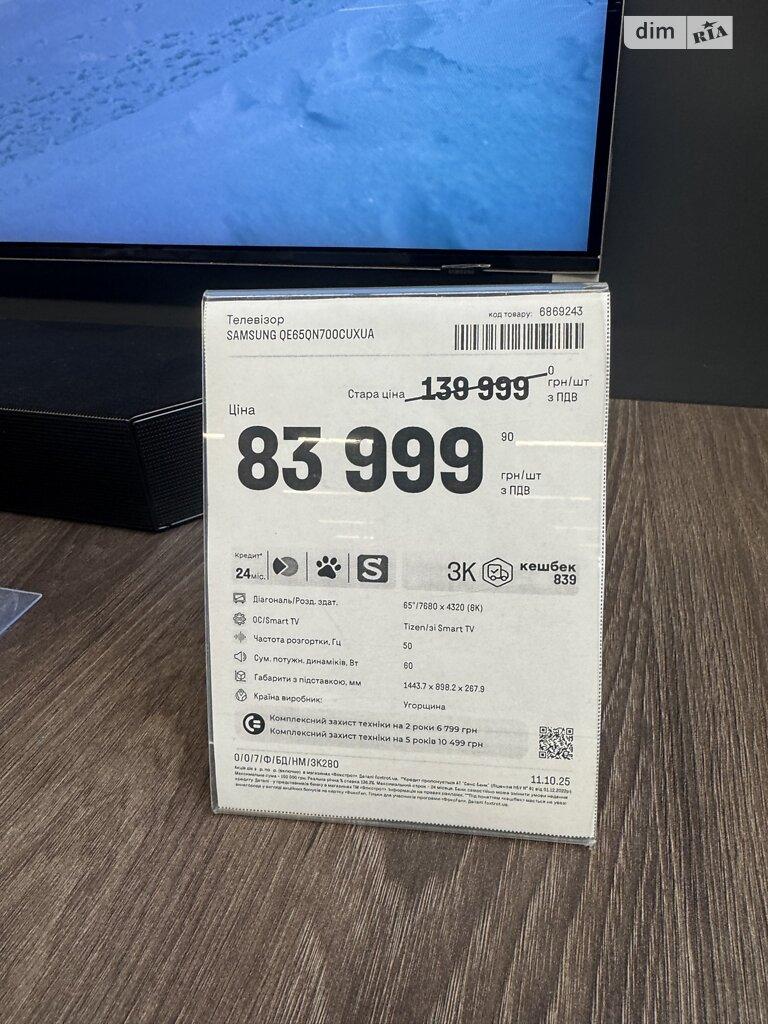 dim RIA
SAMSUNG
Телевізор
SAMSUNG QE65QN700CUXUA
код товару: 6869243
Стара ціна 139 999 0 грн/шт з ПДВ
Ціна
83 999 90 грн/шт з ПДВ
Кредит*
24 міс.
S
3К кешбек 839
Діагональ/Розд. здат. 65"/7680 x 4320 (8K)
ОС/Smart TV Tizen/зі Smart TV
Частота розгортки, Гц 50
Сум. потужн. динаміків, Вт 60
Габарити з підставкою, мм 1443.7 x 898.2 x 267.9
Країна виробник: Угорщина
Комплексний захист техніки на 2 роки 6 799 грн
Комплексний захист техніки на 5 років 10 499 грн
0/0/7/Ф/БД/НМ/3К280
11.10.25